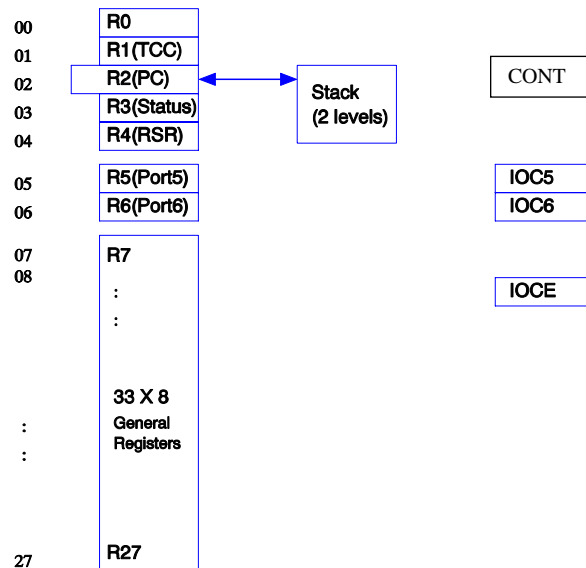 00 R0
01 R1(TCC)
02 R2(PC) Stack (2 levels) CONT
03 R3(Status)
04 R4(RSR)
05 R5(Port5) IOC5
06 R6(Port6) IOC6
07 R7
08 : IOCE
:
33 X 8
: General
: Registers
27 R27